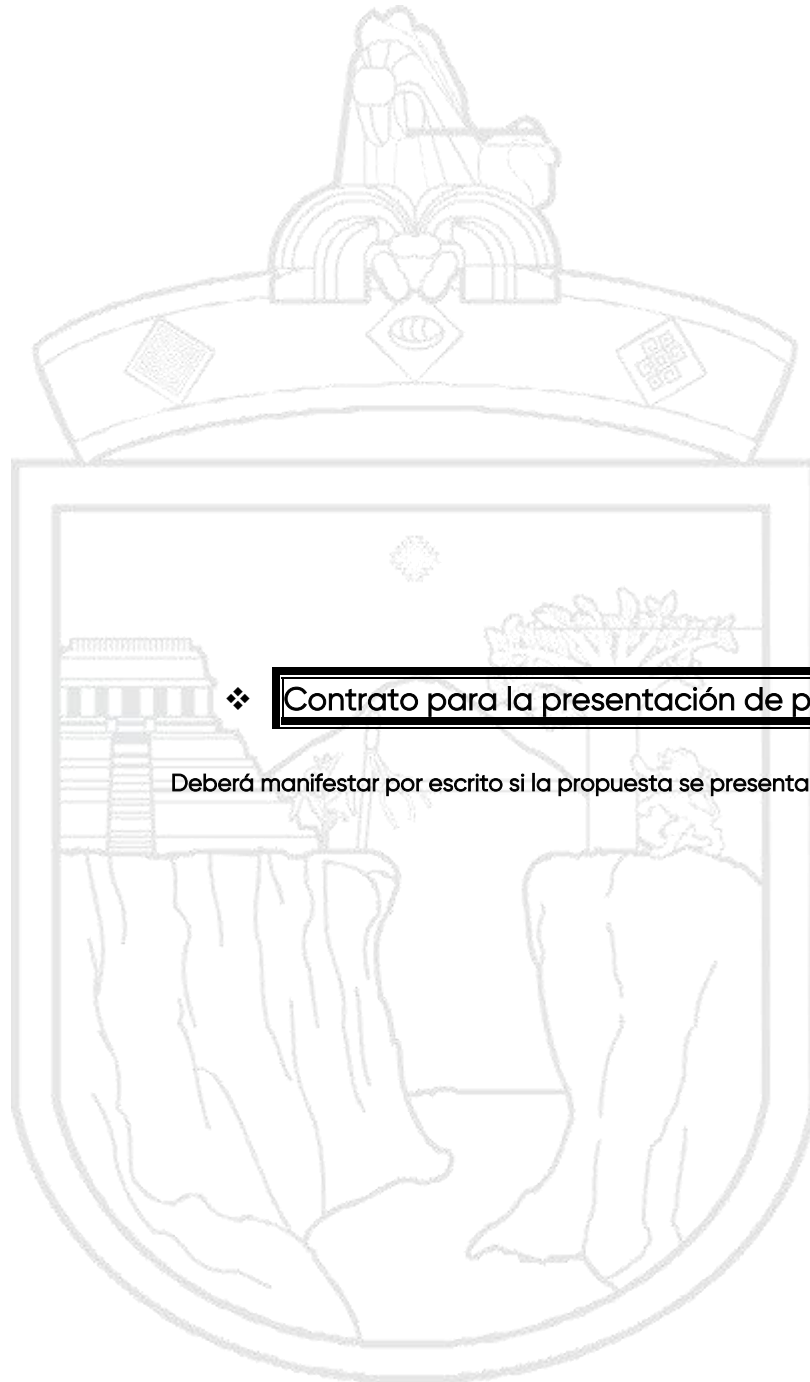 ❖ Contrato para la presentación de p
Deberá manifestar por escrito si la propuesta se presenta